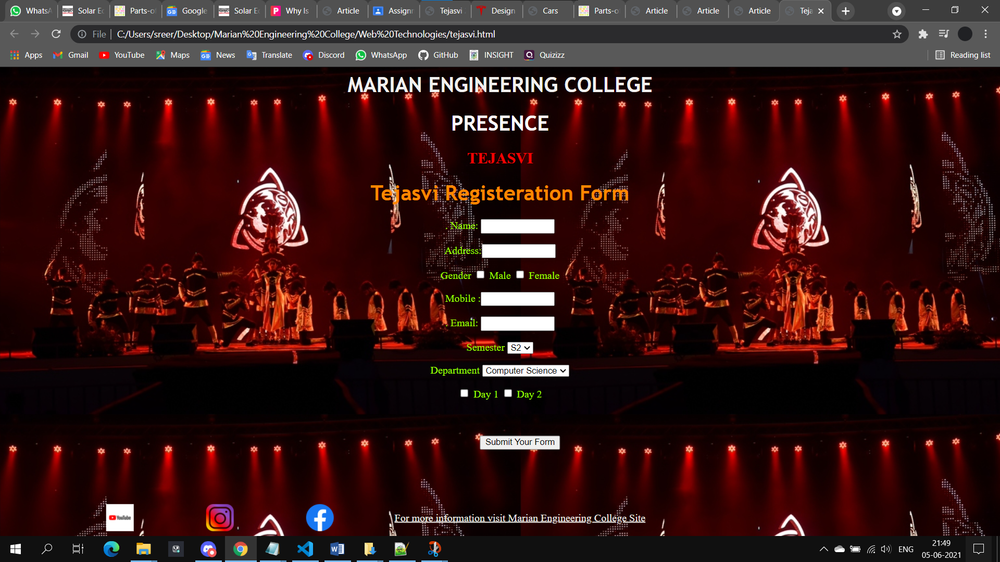 WhatsA
Solar Ec
Parts-o
Google
Solar Ec
Why Is
Article
Assignm
Tejasvi
Design
Cars
Parts-o
Article
Article
Article
Teja
File
C:/Users/sreer/Desktop/Marian%20Engineering%20College/Web%20Technologies/tejasvi.html
Apps
Gmail
YouTube
Maps
News
Translate
Discord
WhatsApp
GitHub
INSIGHT
Quizizz
Reading list
MARIAN ENGINEERING COLLEGE
PRESENCE
TEJASVI
Tejasvi Registeration Form
. Name:
Address:
Gender Male Female
Mobile :
. Email:
Semester S2
Department Computer Science
Day 1 Day 2
Submit Your Form
YouTube
For more information visit Marian Engineering College Site
ENG
21:49
05-06-2021